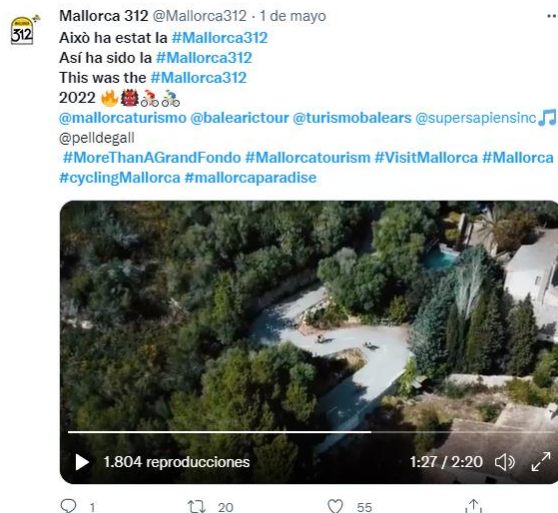 Mallorca 312 @Mallorca312 · 1 de mayo
Això ha estat la #Mallorca312
Así ha sido la #Mallorca312
This was the #Mallorca312
2022 🔥👹🚴🚴
@mallorcaturismo @balearictour @turismobalears @supersapiensinc🎵
@pelldegall
#MoreThanAGrandFondo #Mallorcatourism #VisitMallorca #Mallorca
#cyclingMallorca #mallorcaparadise
1.804 reproducciones
1:27 / 2:20
1
20
55
312